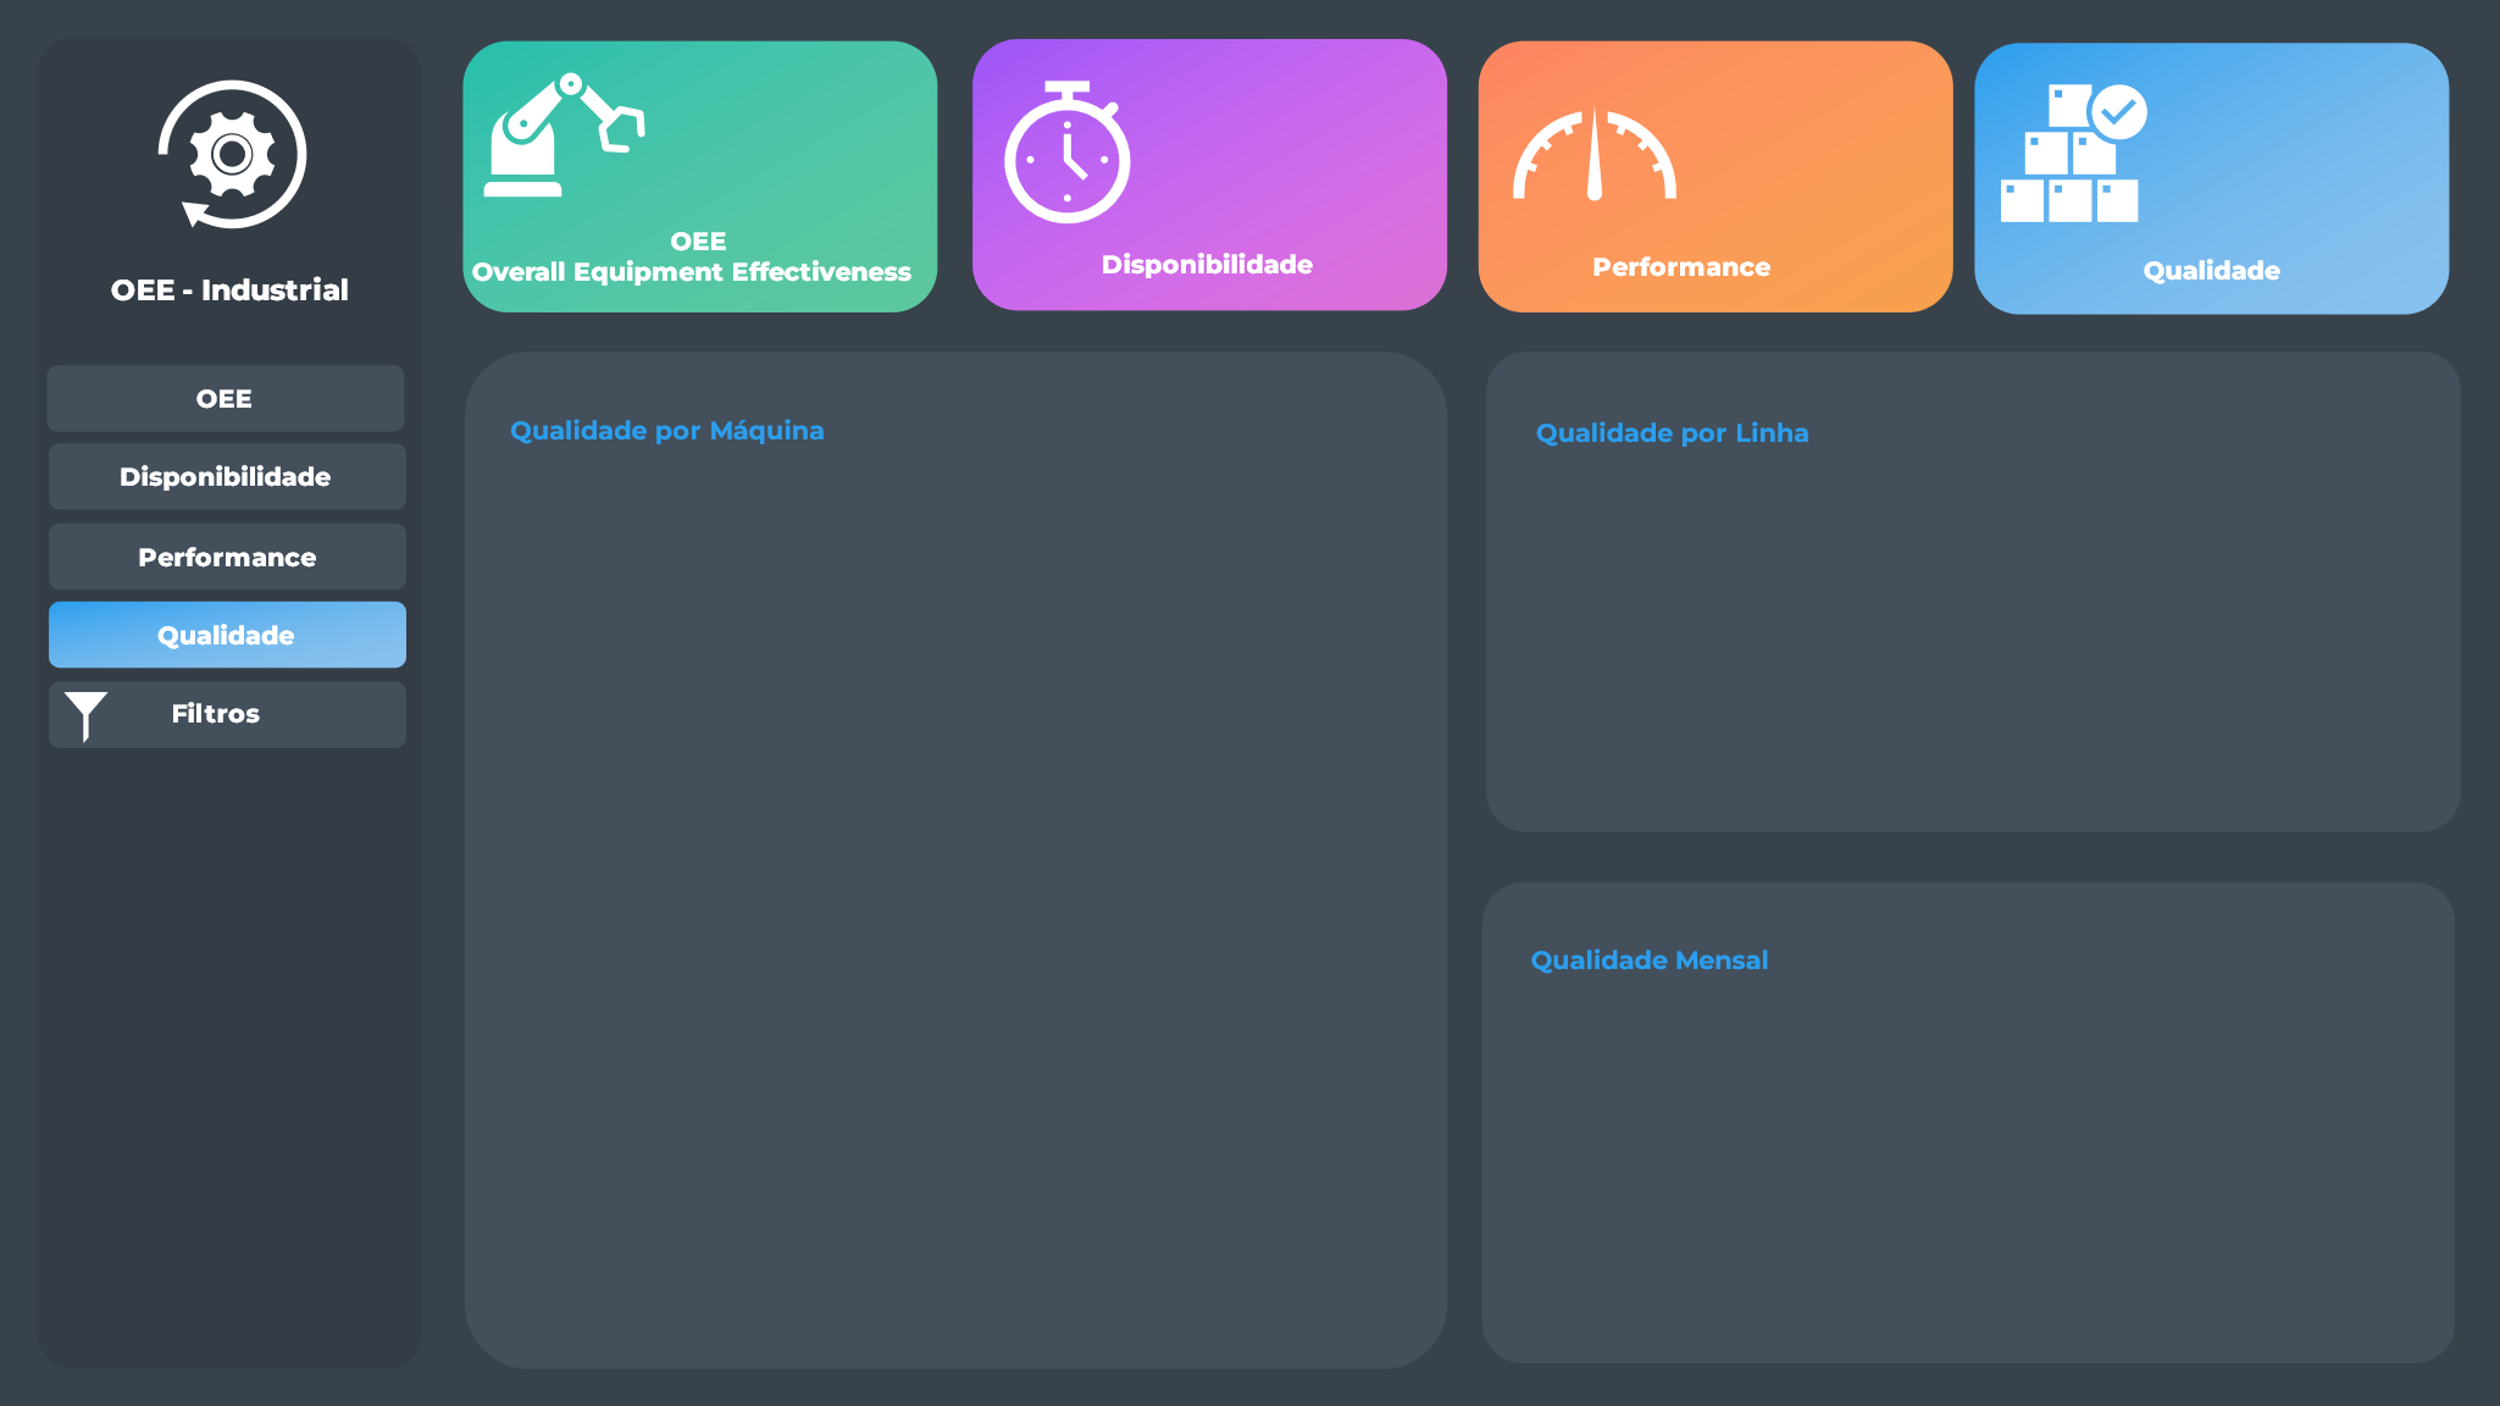 OEE - Industrial
OEE
Disponibilidade
Performance
Qualidade
Filtros
OEE
Overall Equipment Effectiveness
Disponibilidade
Performance
Qualidade
Qualidade por Máquina
Qualidade por Linha
Qualidade Mensal